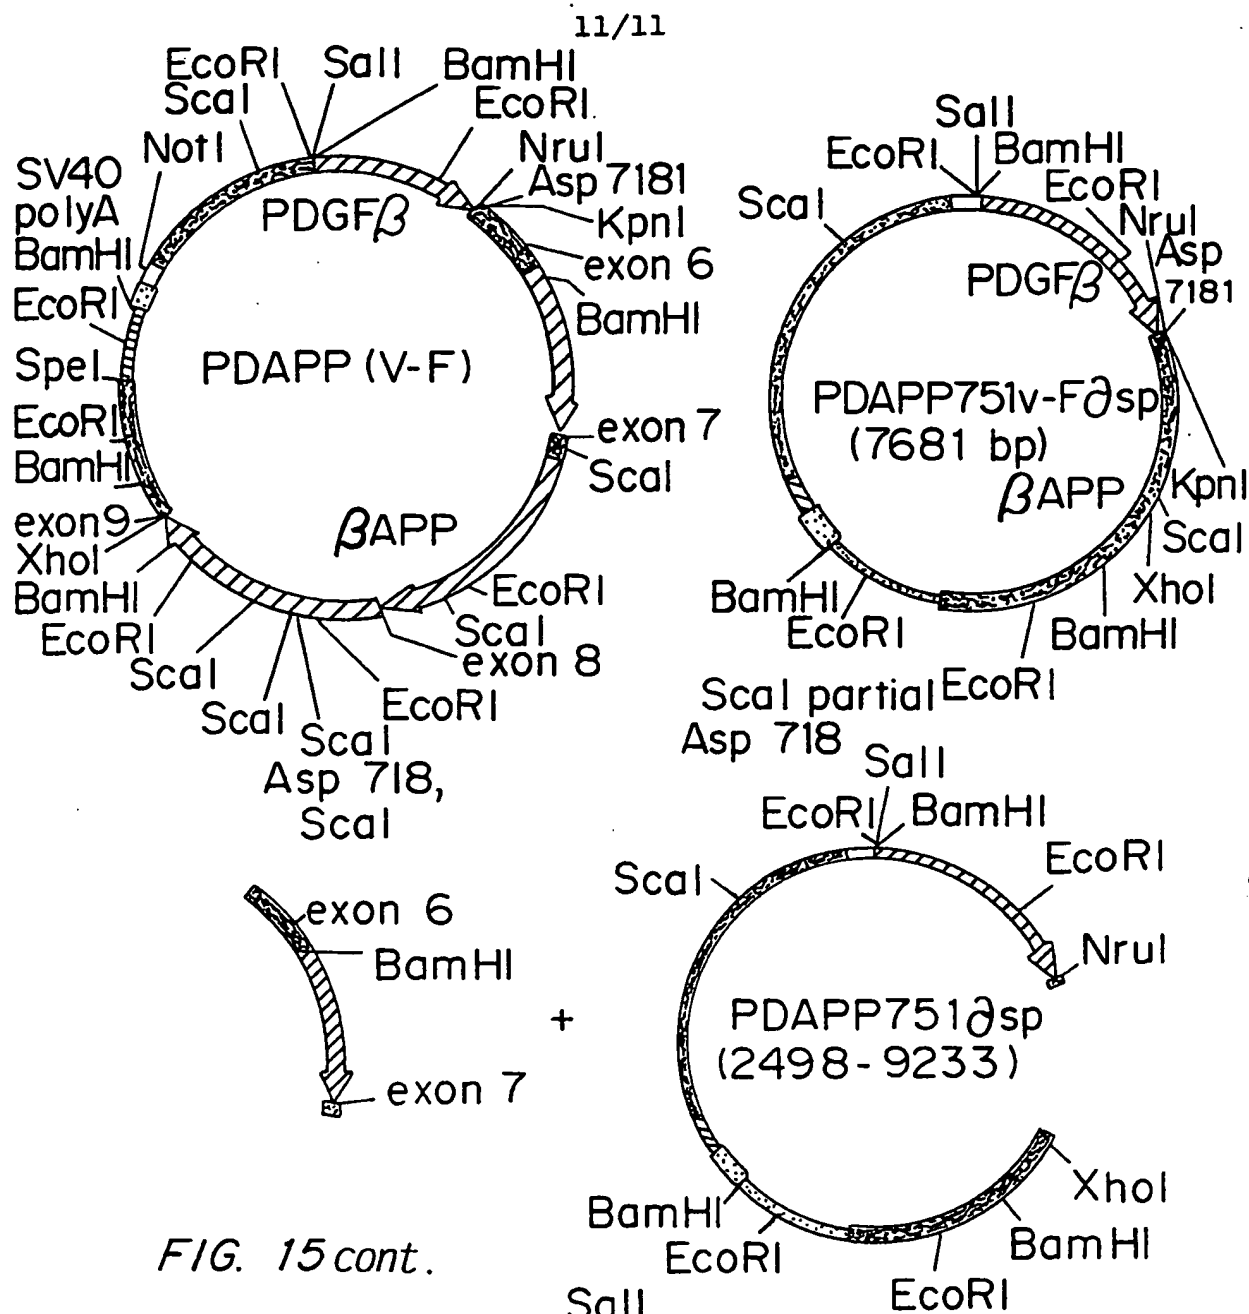 11/11
EcoRI
SalI
BamHI
ScaI
EcoRI
NotI
NruI
SV40
polyA
Asp 7181
KpnI
PDGFβ
exon 6
BamHI
BamHI
EcoRI
SpeI
PDAPP (V-F)
EcoRI
BamHI
exon 7
ScaI
exon 9
XhoI
βAPP
BamHI
EcoRI
EcoRI
ScaI
exon 8
ScaI
ScaI
EcoRI
ScaI
Asp 718,
ScaI
SalI
EcoRI
BamHI
EcoRI
ScaI
NruI
Asp
7181
PDGFβ
PDAPP751v-F∂sp
(7681 bp)
βAPP
KpnI
ScaI
XhoI
BamHI
EcoRI
BamHI
EcoRI
ScaI partial
Asp 718
SalI
EcoRI
BamHI
EcoRI
ScaI
NruI
exon 6
BamHI
+
PDAPP751∂sp
(2498-9233)
exon 7
XhoI
BamHI
BamHI
EcoRI
EcoRI
FIG. 15 cont.
SalI